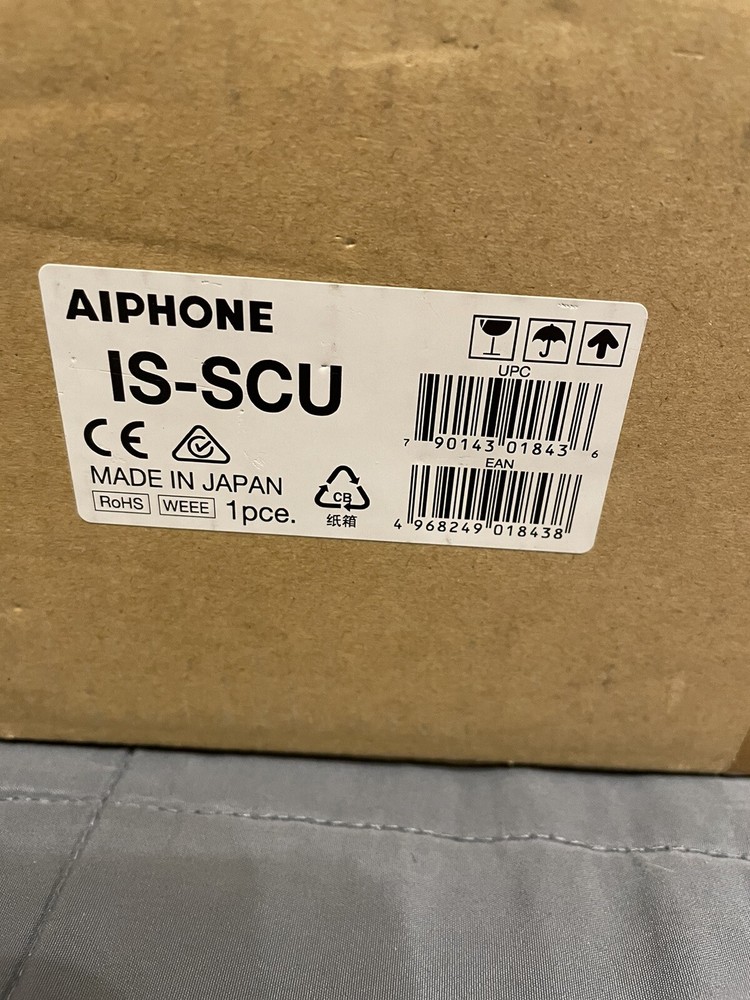 AIPHONE
IS-SCU
CE
MADE IN JAPAN
RoHS WEEE 1pce.
CB
纸箱
UPC
7 90143 01843 6
EAN
4 968249 018438